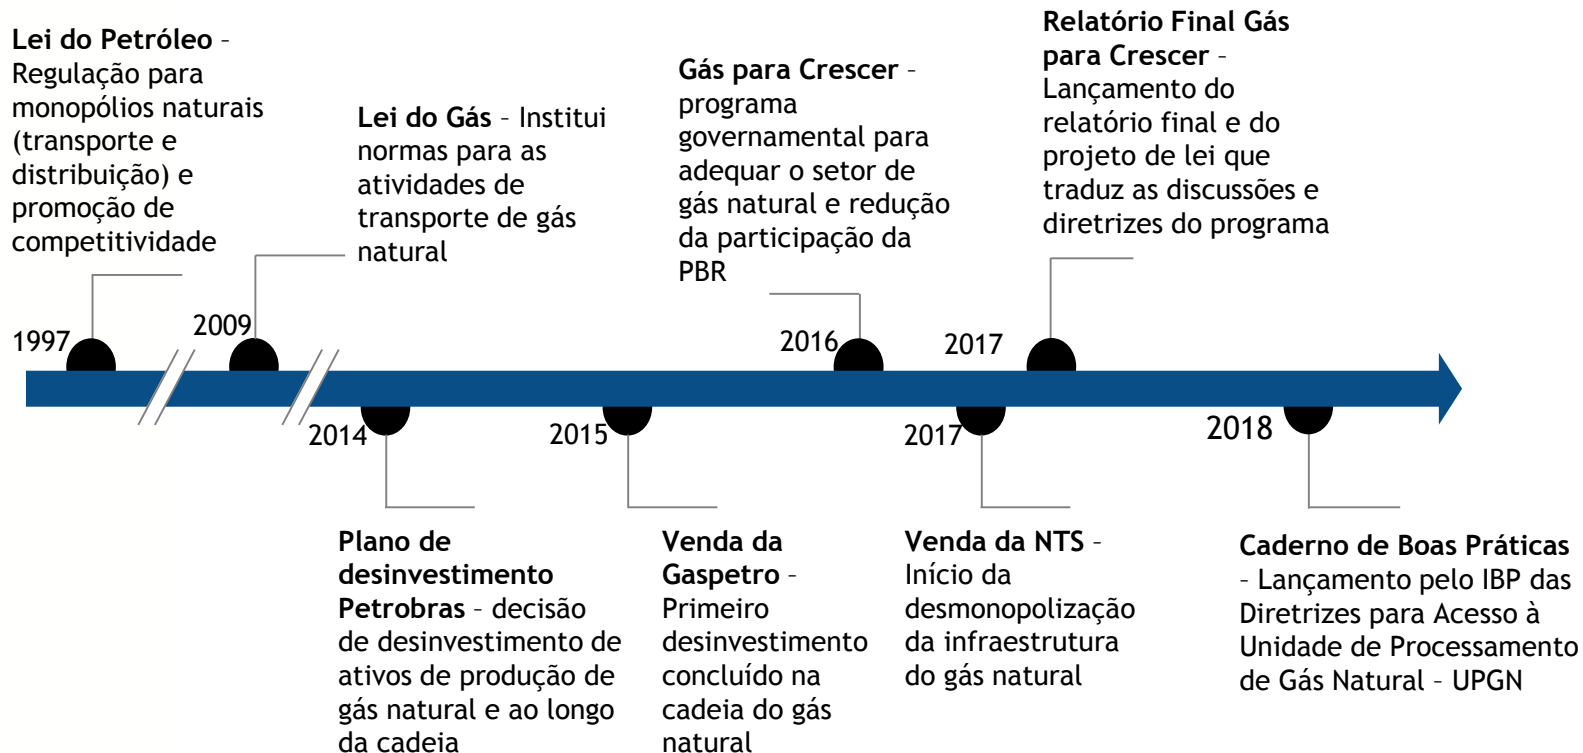 Lei do Petróleo –
Regulação para
monopólios naturais
(transporte e
distribuição) e
promoção de
competitividade
1997
Lei do Gás – Institui
normas para as
atividades de
transporte de gás
natural
2009
Gás para Crescer –
programa
governamental para
adequar o setor de
gás natural e redução
da participação da
PBR
2016
Relatório Final Gás
para Crescer –
Lançamento do
relatório final e do
projeto de lei que
traduz as discussões e
diretrizes do programa
2017
2014
Plano de
desinvestimento
Petrobras – decisão
de desinvestimento de
ativos de produção de
gás natural e ao longo
da cadeia
2015
Venda da
Gaspetro –
Primeiro
desinvestimento
concluído na
cadeia do gás
natural
2017
Venda da NTS –
Início da
desmonopolização
da infraestrutura
do gás natural
2018
Caderno de Boas Práticas
– Lançamento pelo IBP das
Diretrizes para Acesso à
Unidade de Processamento
de Gás Natural – UPGN